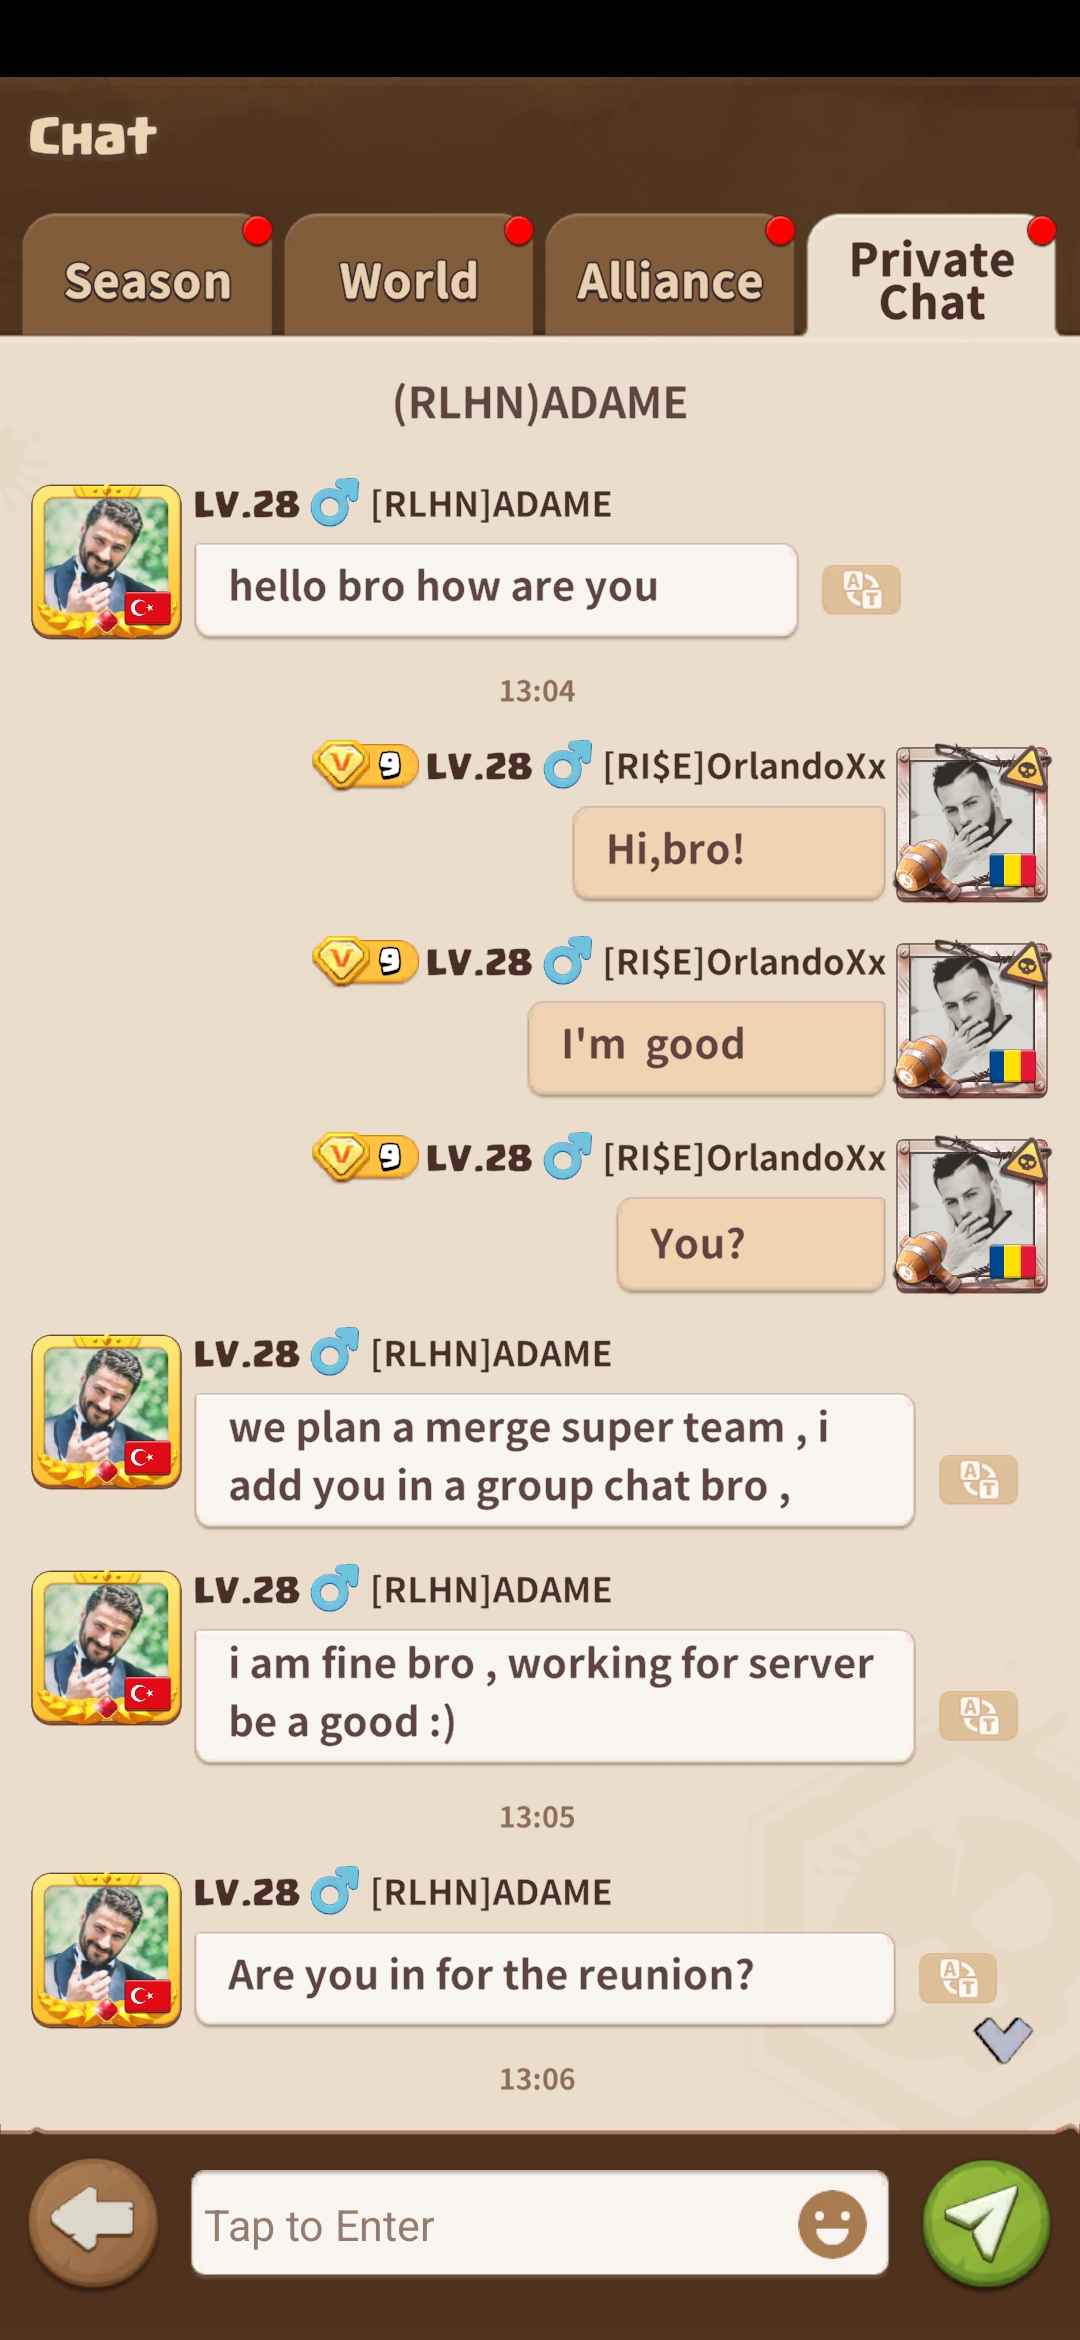 Chat
Season
World
Alliance
Private
Chat
(RLHN)ADAME
LV.28 [RLHN]ADAME
hello bro how are you
13:04
V 9 LV.28 [RI$E]OrlandoXx
Hi,bro!
V 9 LV.28 [RI$E]OrlandoXx
I'm good
V 9 LV.28 [RI$E]OrlandoXx
You?
LV.28 [RLHN]ADAME
we plan a merge super team , i
add you in a group chat bro ,
LV.28 [RLHN]ADAME
i am fine bro , working for server
be a good :)
13:05
LV.28 [RLHN]ADAME
Are you in for the reunion?
13:06
Tap to Enter